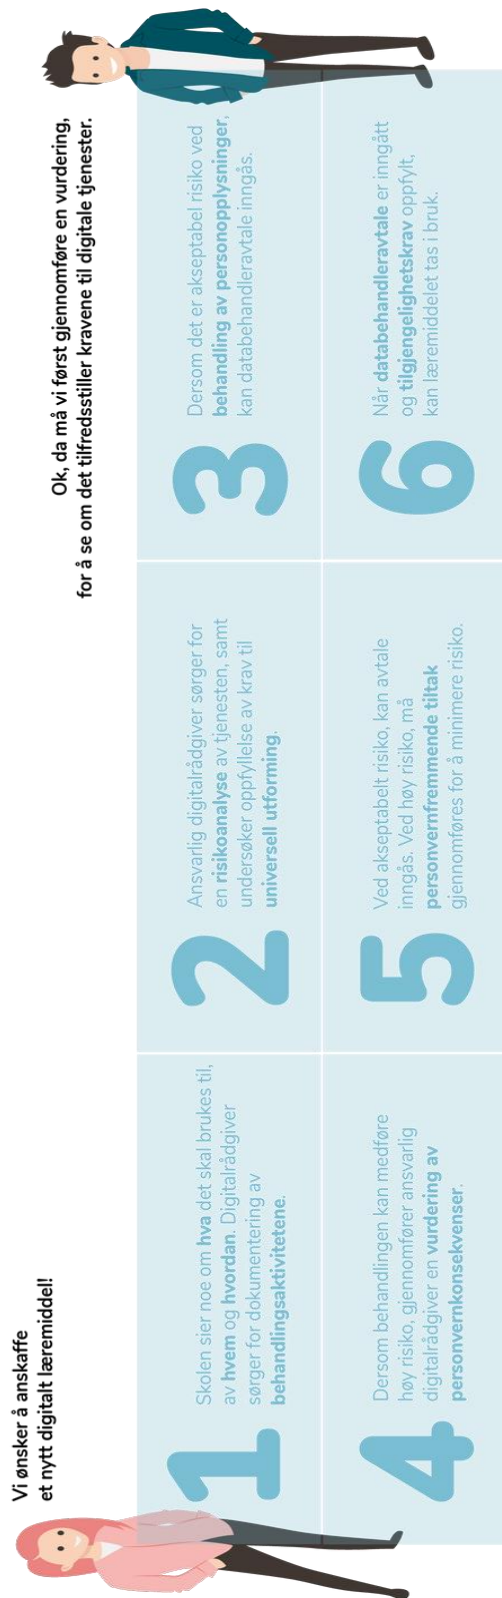 Vi ønsker å anskaffe
et nytt digitalt læremiddel!
Ok, da må vi først gjennomføre en vurdering,
for å se om det tilfredsstiller kravene til digitale tjenester.
1
Skolen sier noe om hva det skal brukes til,
av hvem og hvordan. Digitalrådgiver
sørger for dokumentering av
behandlingsaktivitetene.
2
Ansvarlig digitalrådgiver sørger for
en risikoanalyse av tjenesten, samt
undersøker oppfyllelse av krav til
universell utforming.
3
Dersom det er akseptabel risiko ved
behandling av personopplysninger,
kan databehandleravtale inngås.
4
Dersom behandlingen kan medføre
høy risiko, gjennomfører ansvarlig
digitalrådgiver en vurdering av
personvernkonsekvenser.
5
Ved akseptabelt risiko, kan avtale
inngås. Ved høy risiko, må
personvernfremmende tiltak
gjennomføres for å minimere risiko.
6
Når databehandleravtale er inngått
og tilgjengelighetskrav oppfylt,
kan læremiddelet tas i bruk.